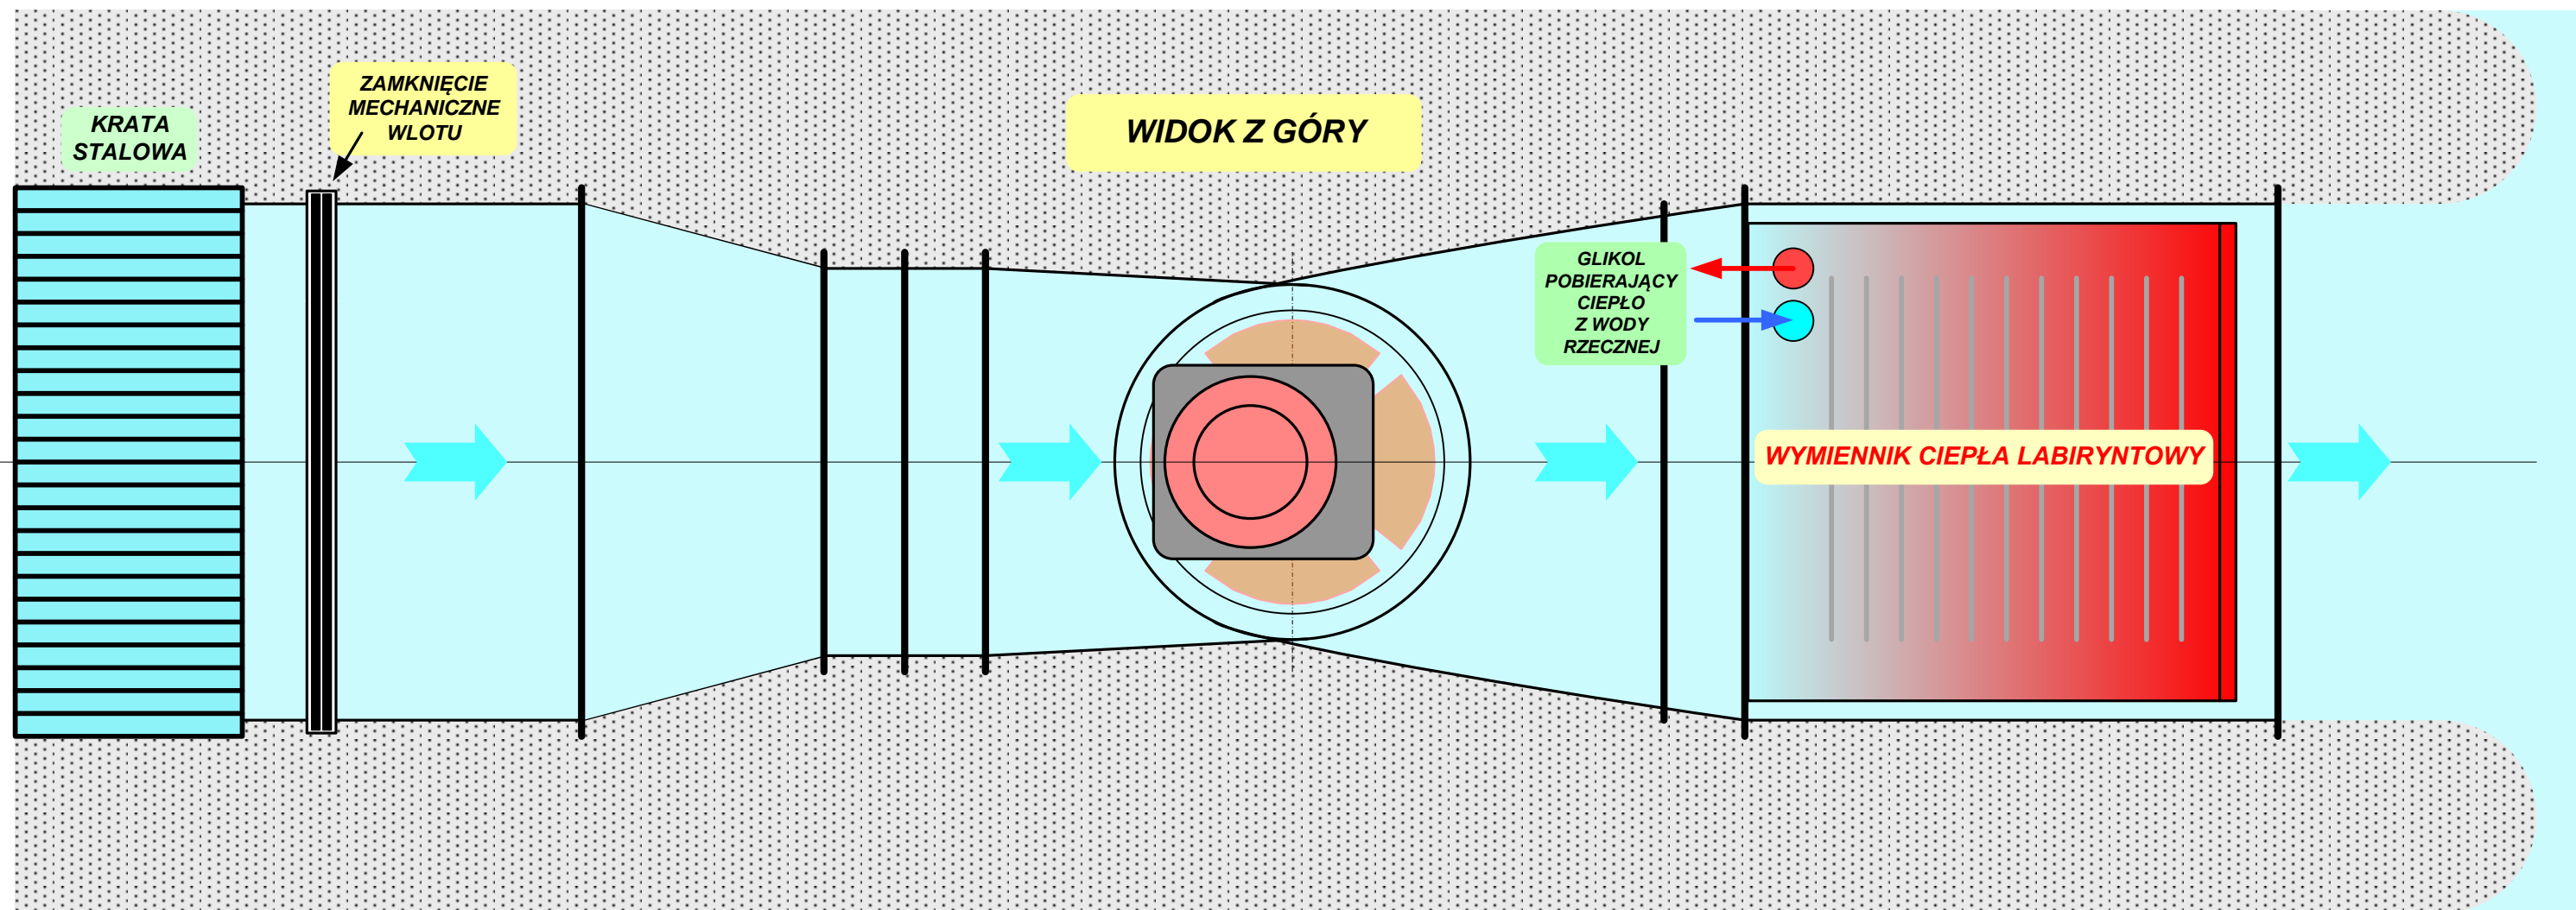 KRATA
STALOWA
ZAMKNIĘCIE
MECHANICZNE
WLOTU
WIDOK Z GÓRY
GLIKOL
POBIERAJĄCY
CIEPŁO
Z WODY
RZECZNEJ
WYMIENNIK CIEPŁA LABIRYNTOWY